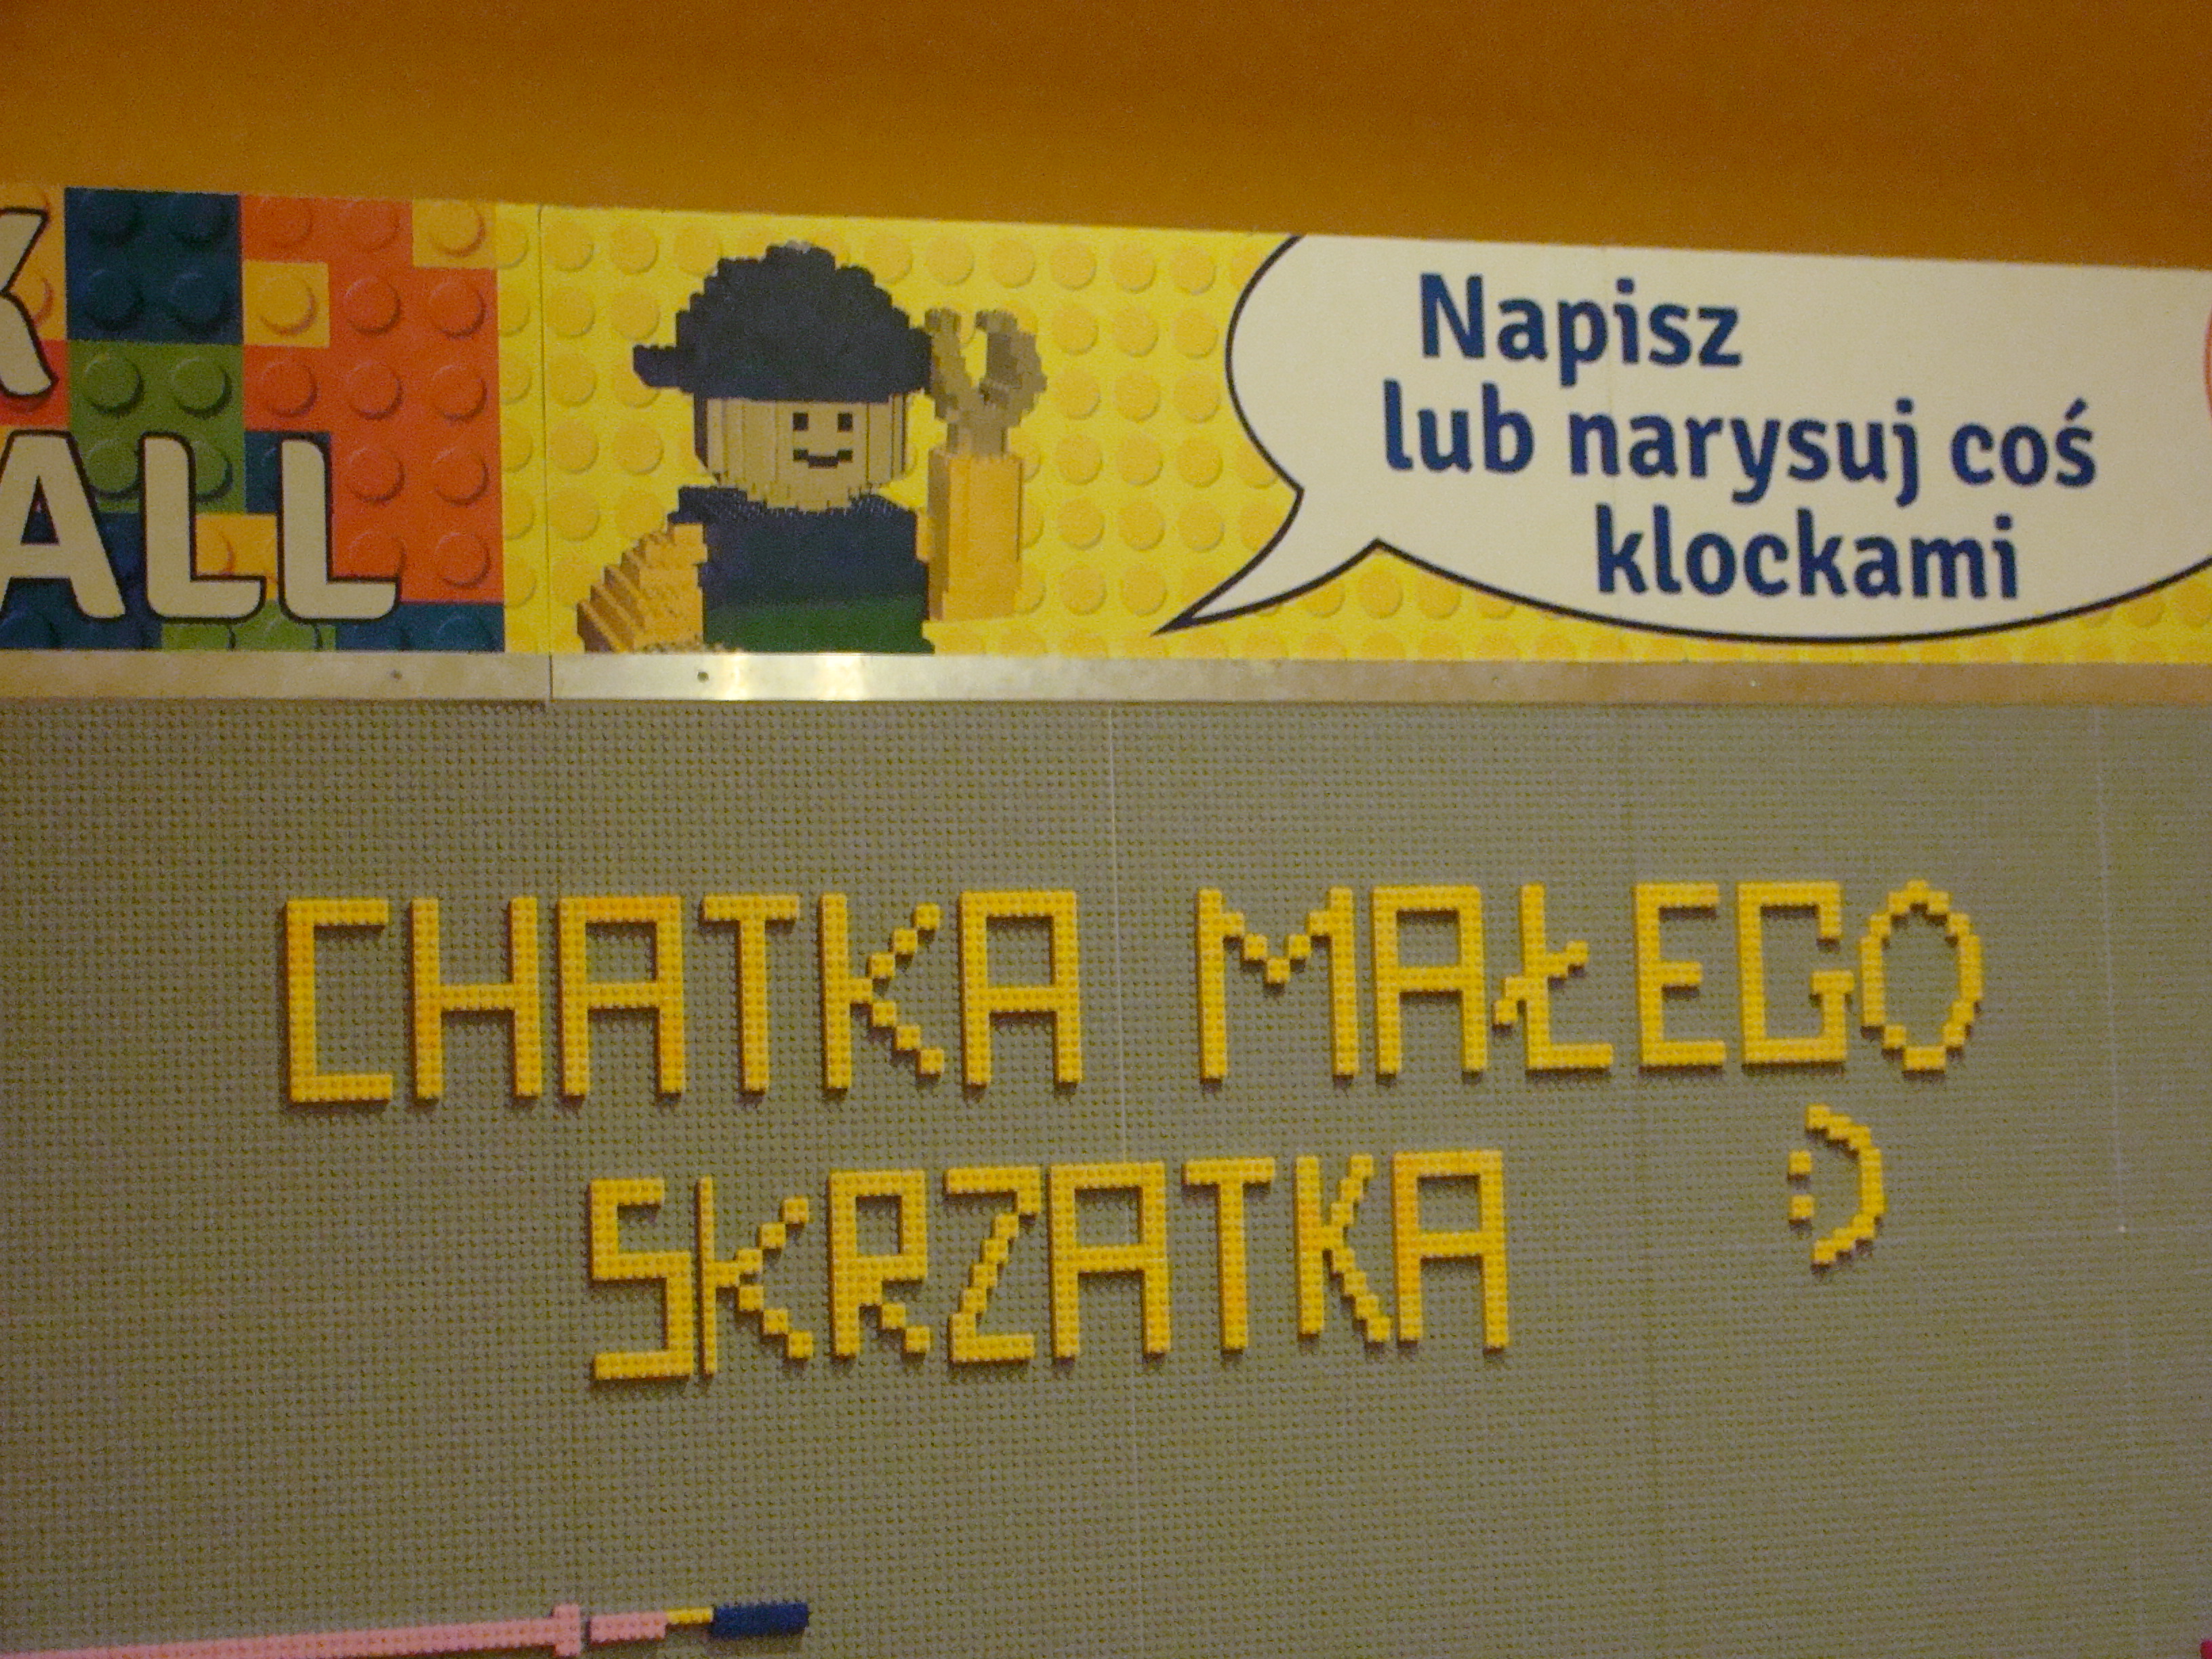 K
ALL
Napisz
lub narysuj coś
klockami
CHATKA MAŁEGO
SKRZATKA :)